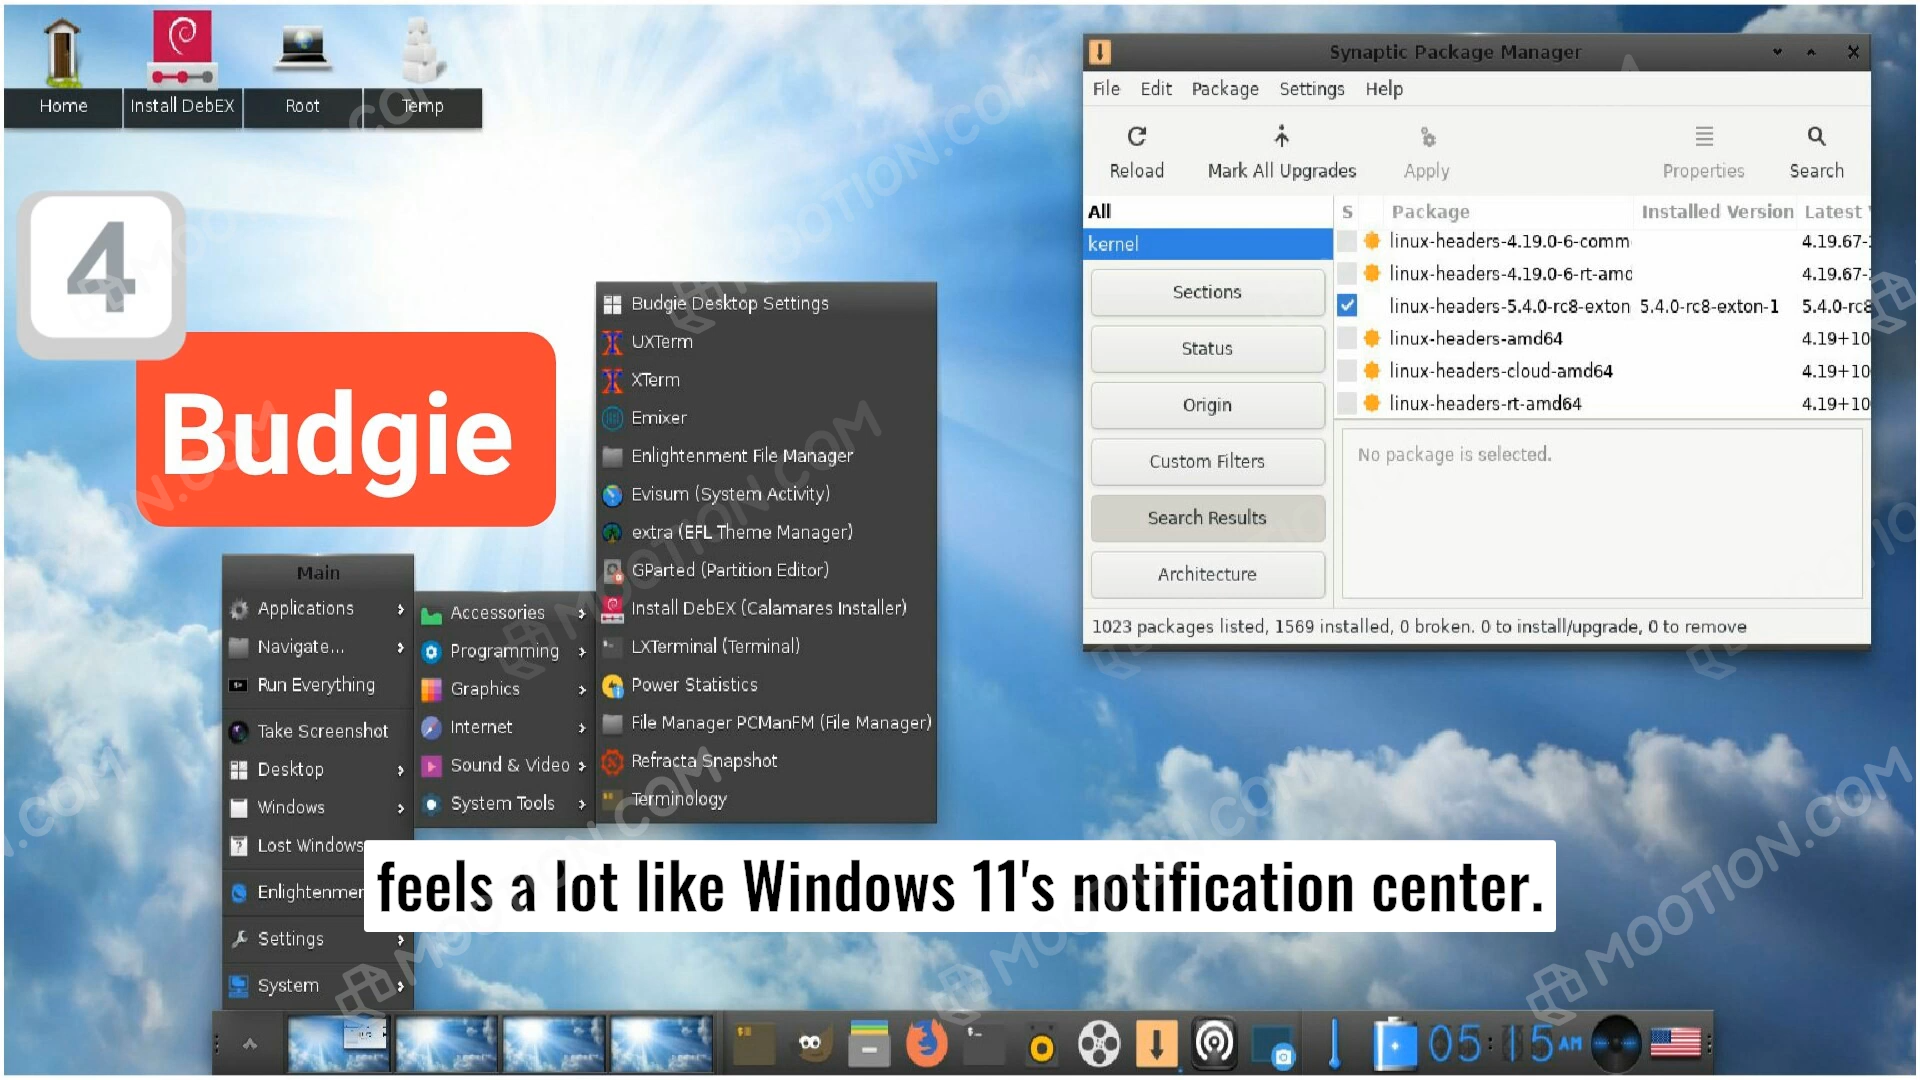 Home
Install DebEX
Root
Temp
4
Budgie
Synaptic Package Manager
File Edit Package Settings Help
Reload
Mark All Upgrades
Apply
Properties
Search
All
kernel
Sections
Status
Origin
Custom Filters
Search Results
Architecture
S Package Installed Version Latest
linux-headers-4.19.0-6-comm 4.19.67-
linux-headers-4.19.0-6-rt-amd 4.19.67-
linux-headers-5.4.0-rc8-exton 5.4.0-rc8-exton-1 5.4.0-rc8
linux-headers-amd64 4.19+10
linux-headers-cloud-amd64 4.19+10
linux-headers-rt-amd64 4.19+10
No package is selected.
1023 packages listed, 1569 installed, 0 broken. 0 to install/upgrade, 0 to remove
Main
Applications
Navigate...
Run Everything
Take Screenshot
Desktop
Windows
Lost Windows
Enlightenmen
Settings
System
Accessories
Programming
Graphics
Internet
Sound & Video
System Tools
Budgie Desktop Settings
UXTerm
XTerm
Emixer
Enlightenment File Manager
Evisum (System Activity)
extra (EFL Theme Manager)
GParted (Partition Editor)
Install DebEX (Calamares Installer)
LXTerminal (Terminal)
Power Statistics
File Manager PCManFM (File Manager)
Refracta Snapshot
Terminology
feels a lot like Windows 11's notification center.
05:15 AM
MOOTION.COM